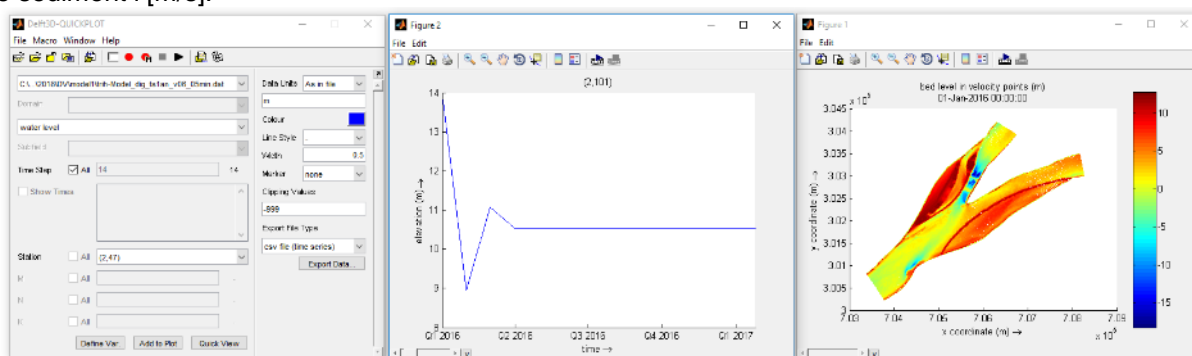 Delft3D-QUICKPLOT
File Macro Window Help
Domain
water level
Subfield
Time Step All 14 14
Show Times
Station All (2,47)
M All
N All
K All
Define Var Add to Plot Quick View
Data Units As in file
m
Colour
Line Style
Width 0.5
Marker none
Clipping Values
-999
Export File Type
csv file (time series)
Export Data...
Figure 2
File Edit
(2,101)
elevation (m) →
14
13
12
11
10
9
8
Q1 2016 Q2 2016 Q3 2016 Q4 2016 Q1 2017
time →
Figure 1
File Edit
bed level in velocity points (m)
01-Jan-2016 00:00:00
x 10^5
3.045
3.04
3.035
3.03
3.025
3.02
3.015
3.01
3.005
y coordinate (m) →
7.03 7.04 7.05 7.06 7.07 7.08 7.09
x coordinate (m) →
x 10^5
10
5
0
-5
-10
-15